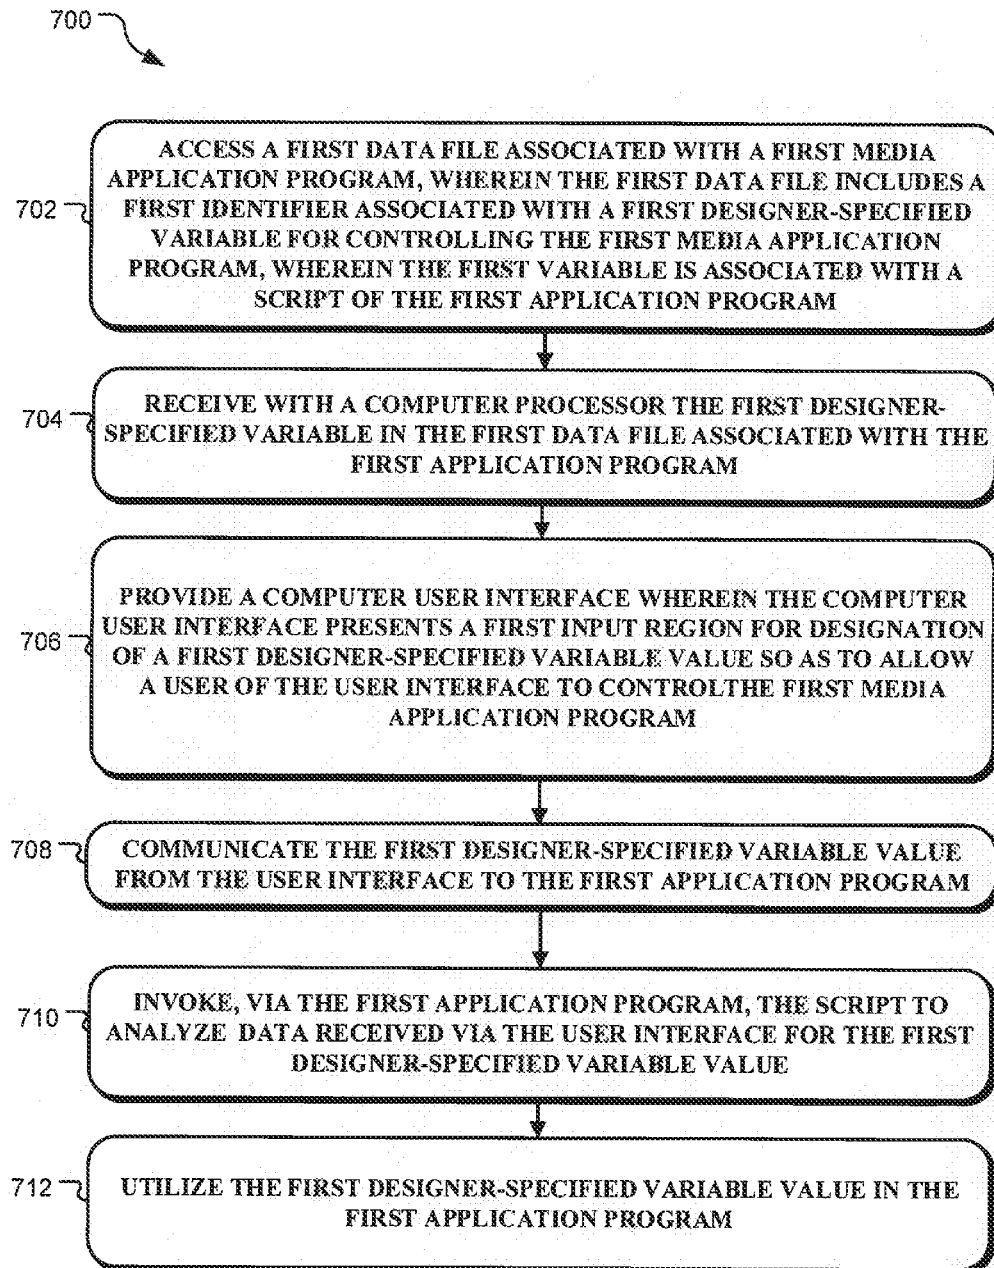 700
702
ACCESS A FIRST DATA FILE ASSOCIATED WITH A FIRST MEDIA
APPLICATION PROGRAM, WHEREIN THE FIRST DATA FILE INCLUDES A
FIRST IDENTIFIER ASSOCIATED WITH A FIRST DESIGNER-SPECIFIED
VARIABLE FOR CONTROLLING THE FIRST MEDIA APPLICATION
PROGRAM, WHEREIN THE FIRST VARIABLE IS ASSOCIATED WITH A
SCRIPT OF THE FIRST APPLICATION PROGRAM
704
RECEIVE WITH A COMPUTER PROCESSOR THE FIRST DESIGNER-
SPECIFIED VARIABLE IN THE FIRST DATA FILE ASSOCIATED WITH THE
FIRST APPLICATION PROGRAM
706
PROVIDE A COMPUTER USER INTERFACE WHEREIN THE COMPUTER
USER INTERFACE PRESENTS A FIRST INPUT REGION FOR DESIGNATION
OF A FIRST DESIGNER-SPECIFIED VARIABLE VALUE SO AS TO ALLOW
A USER OF THE USER INTERFACE TO CONTROLTHE FIRST MEDIA
APPLICATION PROGRAM
708
COMMUNICATE THE FIRST DESIGNER-SPECIFIED VARIABLE VALUE
FROM THE USER INTERFACE TO THE FIRST APPLICATION PROGRAM
710
INVOKE, VIA THE FIRST APPLICATION PROGRAM, THE SCRIPT TO
ANALYZE DATA RECEIVED VIA THE USER INTERFACE FOR THE FIRST
DESIGNER-SPECIFIED VARIABLE VALUE
712
UTILIZE THE FIRST DESIGNER-SPECIFIED VARIABLE VALUE IN THE
FIRST APPLICATION PROGRAM